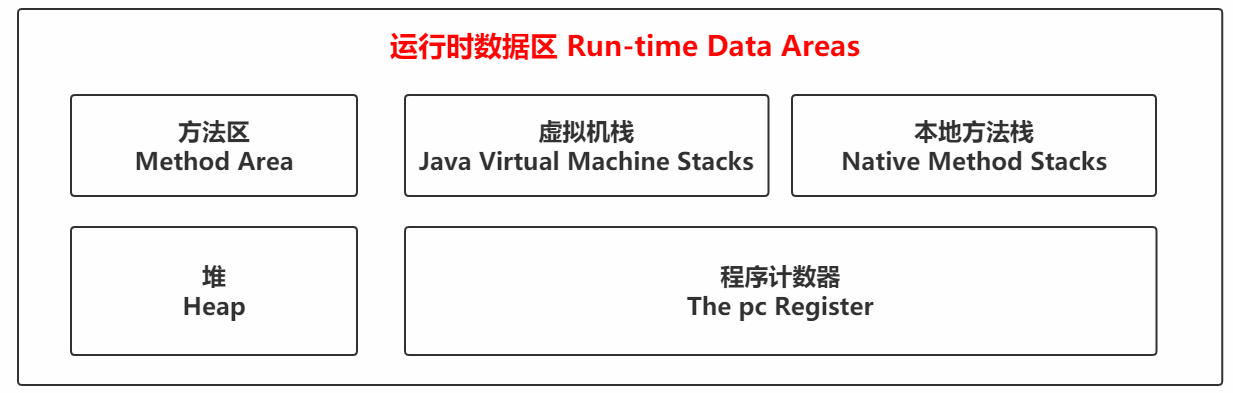 运行时数据区 Run-time Data Areas
方法区
Method Area
虚拟机栈
Java Virtual Machine Stacks
本地方法栈
Native Method Stacks
堆
Heap
程序计数器
The pc Register